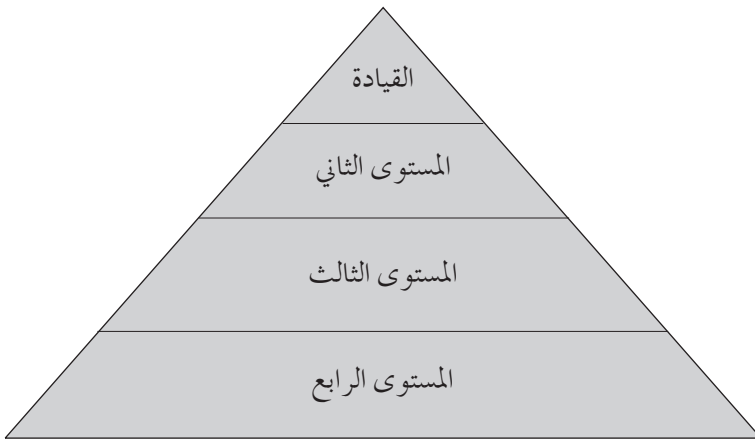 القيادة
المستوى الثاني
المستوى الثالث
المستوى الرابع